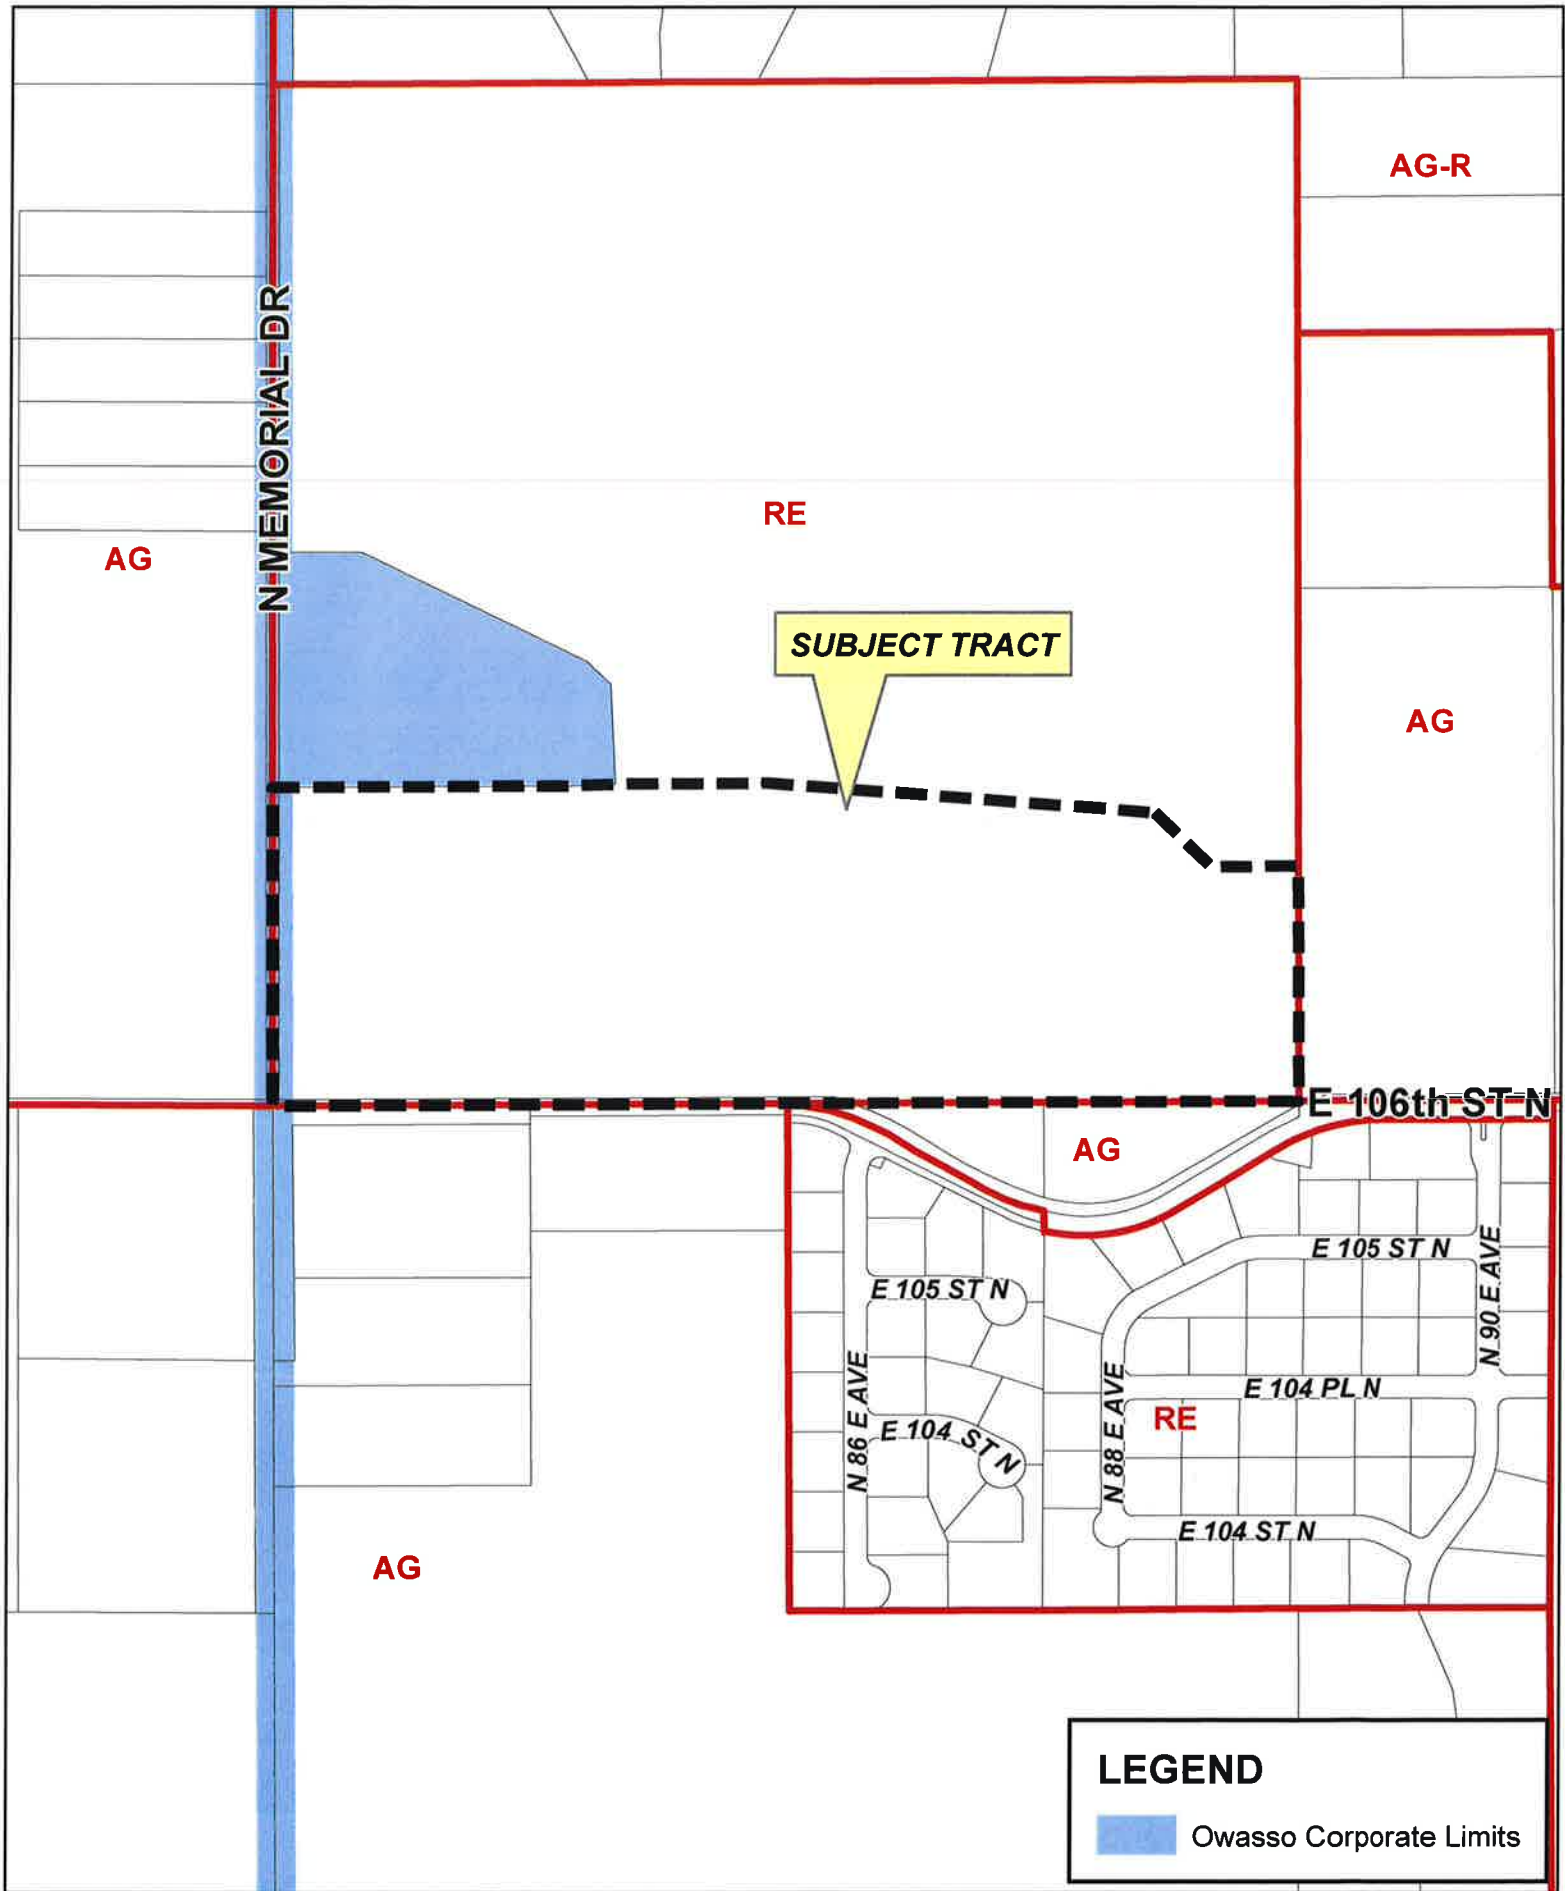 AG-R
N MEMORIAL DR
RE
AG
SUBJECT TRACT
AG
E 106th ST N
AG
E 105 ST N
E 105 ST N
N 90 E AVE
N 86 E AVE
N 88 E AVE
E 104 PL N
RE
E 104 ST N
E 104 ST N
AG
LEGEND
Owasso Corporate Limits